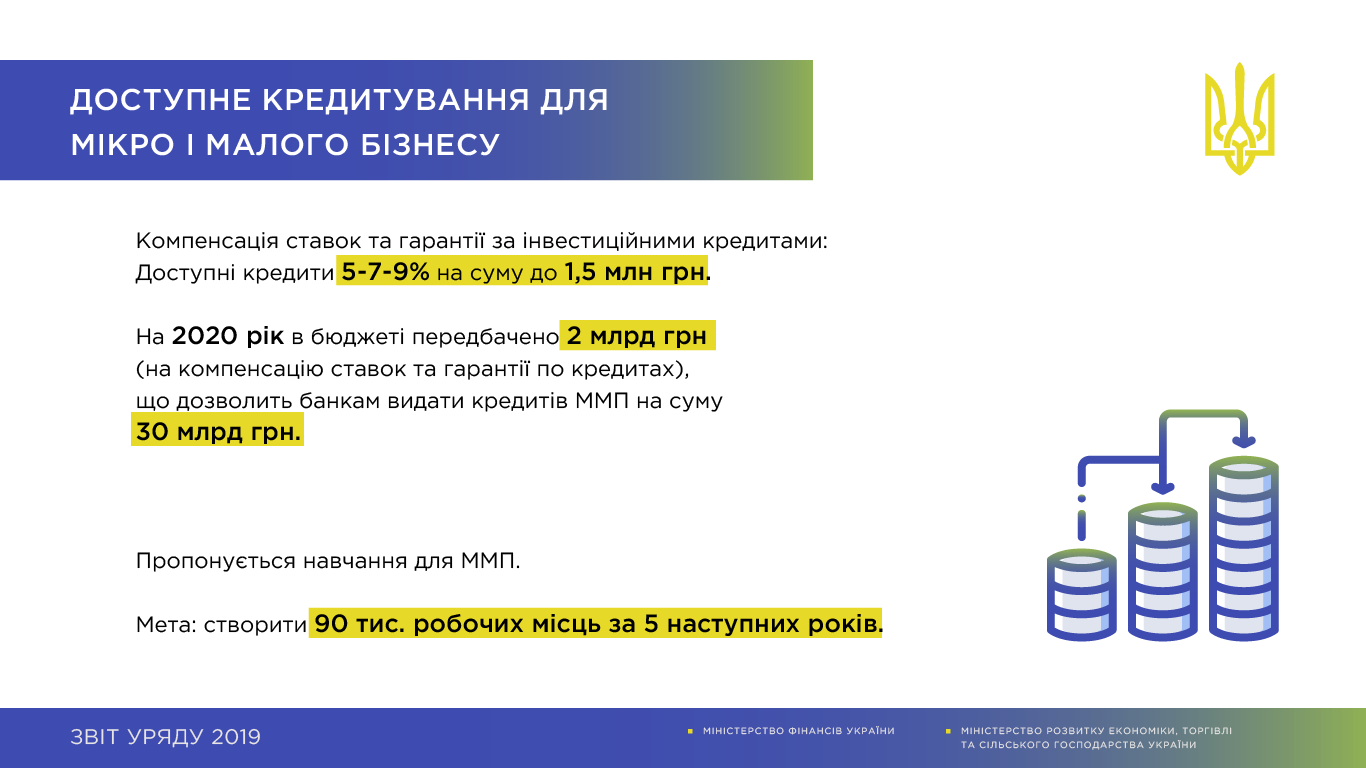 ДОСТУПНЕ КРЕДИТУВАННЯ ДЛЯ
МІКРО І МАЛОГО БІЗНЕСУ
Компенсація ставок та гарантії за інвестиційними кредитами:
Доступні кредити 5-7-9% на суму до 1,5 млн грн.
На 2020 рік в бюджеті передбачено 2 млрд грн
(на компенсацію ставок та гарантії по кредитах),
що дозволить банкам видати кредитів ММП на суму
30 млрд грн.
Пропонується навчання для ММП.
Мета: створити 90 тис. робочих місць за 5 наступних років.
ЗВІТ УРЯДУ 2019
МІНІСТЕРСТВО ФІНАНСІВ УКРАЇНИ
МІНІСТЕРСТВО РОЗВИТКУ ЕКОНОМІКИ, ТОРГІВЛІ
ТА СІЛЬСЬКОГО ГОСПОДАРСТВА УКРАЇНИ